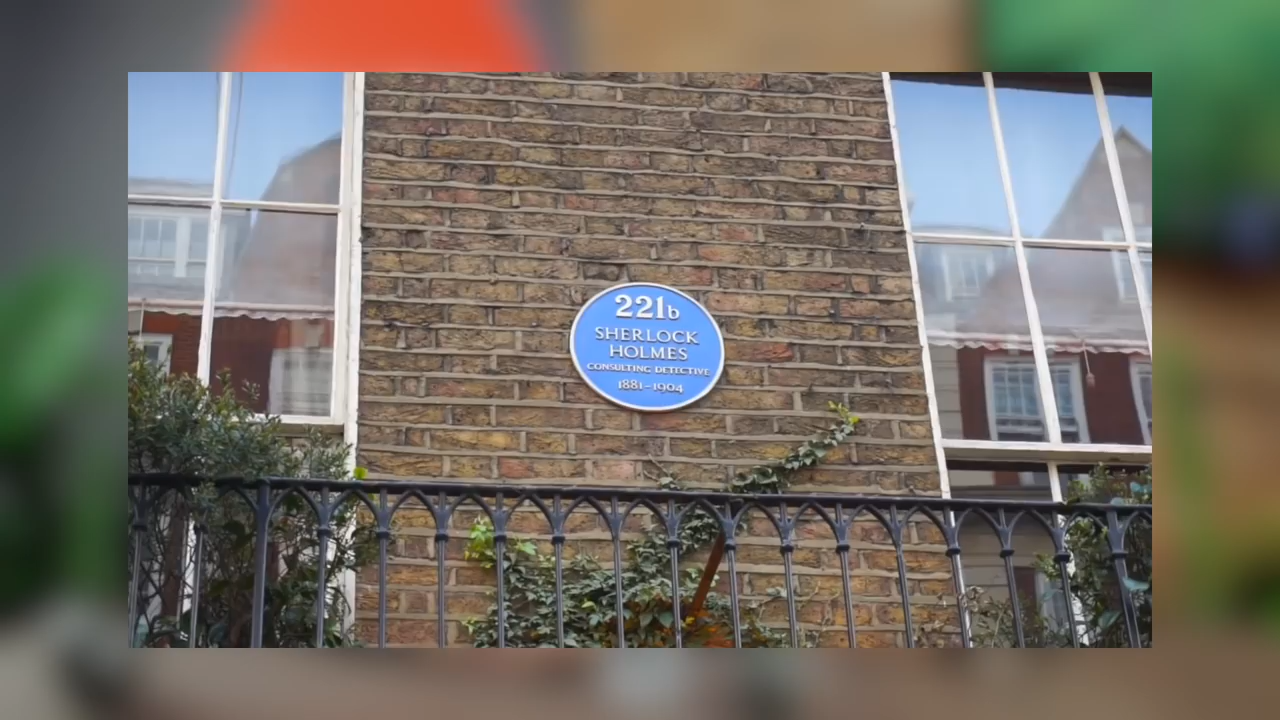 221b
SHERLOCK
HOLMES
CONSULTING DETECTIVE
1881-1904